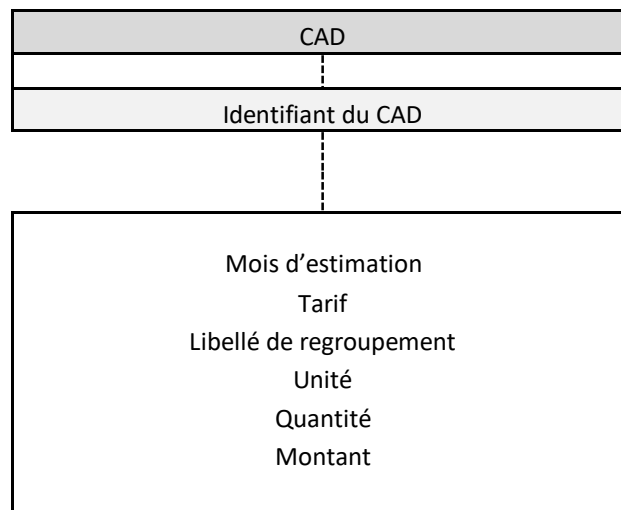 CAD
Identifiant du CAD
Mois d’estimation
Tarif
Libellé de regroupement
Unité
Quantité
Montant